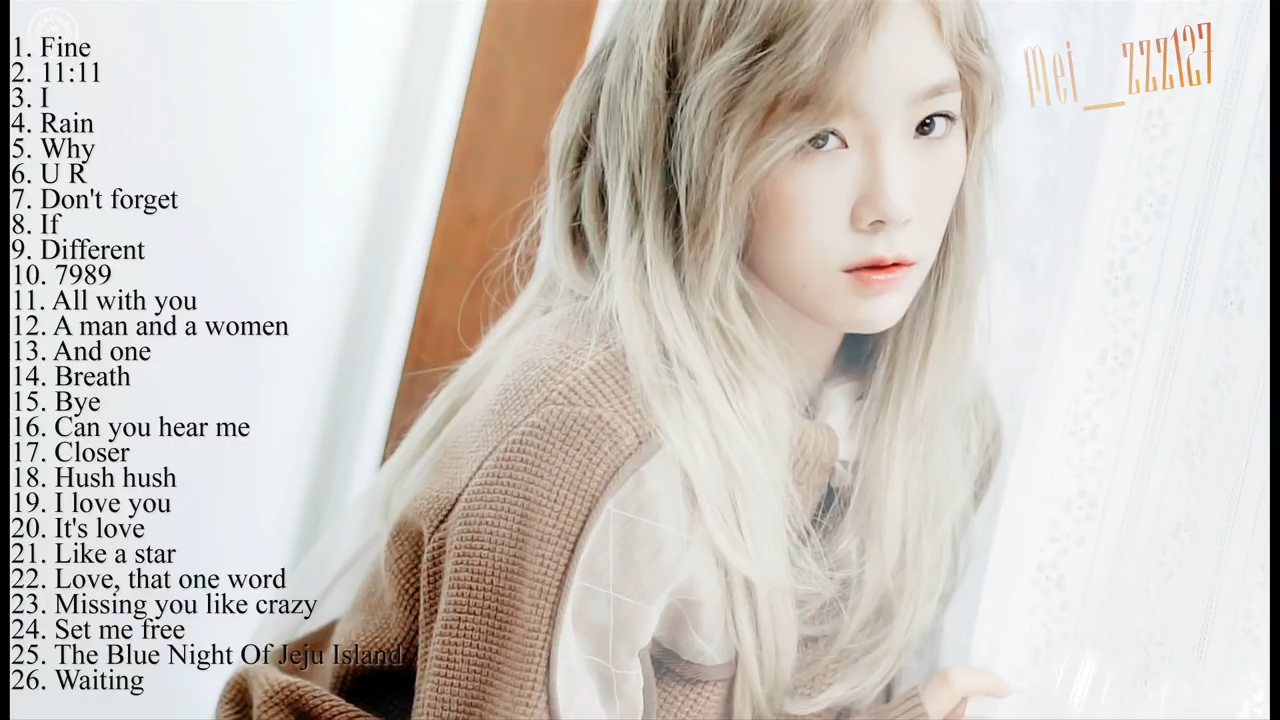 1. Fine
2. 11:11
3. I
4. Rain
5. Why
6. U R
7. Don't forget
8. If
9. Different
10. 7989
11. All with you
12. A man and a women
13. And one
14. Breath
15. Bye
16. Can you hear me
17. Closer
18. Hush hush
19. I love you
20. It's love
21. Like a star
22. Love, that one word
23. Missing you like crazy
24. Set me free
25. The Blue Night Of Jeju Island
26. Waiting
Mei__zzz127